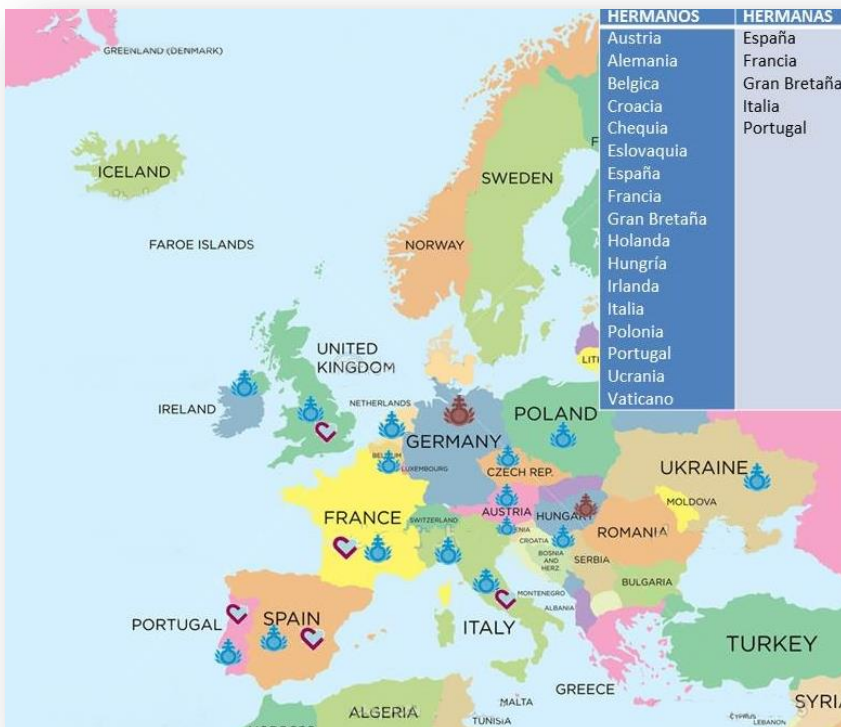 HERMANOS HERMANAS
Austria España
Alemania Francia
Belgica Gran Bretaña
Croacia Italia
Chequia Portugal
Eslovaquia
España
Francia
Gran Bretaña
Holanda
Hungría
Irlanda
Italia
Polonia
Portugal
Ucrania
Vaticano
GREENLAND (DENMARK)
ICELAND
SWEDEN
FAROE ISLANDS
NORWAY
UNITED
KINGDOM
IRELAND
NETHERLANDS
POLAND
GERMANY
BELGIUM
LUXEMBOURG
CZECH REP.
UKRAINE
MOLDOVA
AUSTRIA
HUNGARY
FRANCE
SWITZERLAND
CROATIA
ROMANIA
BOSNIA
AND
HERZ.
SERBIA
BULGARIA
MONTENEGRO
ALBANIA
PORTUGAL
SPAIN
ITALY
TURKEY
GREECE
ALGERIA
MALTA
TUNISIA
CYPRUS
LEBANON